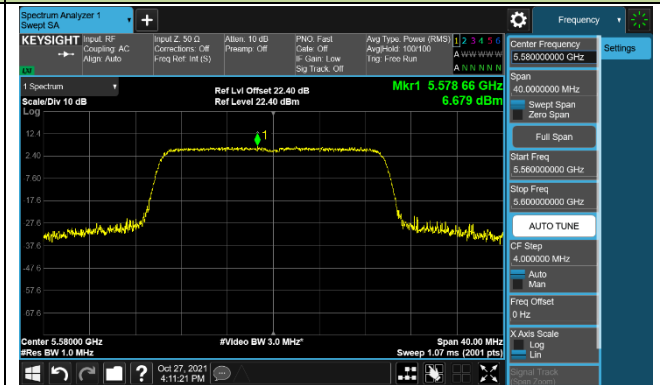 Spectrum Analyzer 1
Swept SA
+
Frequency
KEYSIGHT
Input: RF
Coupling: AC
Align: Auto
Input Z: 50 Ω
Corrections: Off
Freq Ref: Int (S)
Atten: 10 dB
Preamp: Off
PNO: Fast
Gate: Off
IF Gain: Low
Sig Track: Off
Avg Type: Power (RMS)
Avg|Hold: 100/100
Trig: Free Run
1 2 3 4 5 6
A W W W W W
A N N N N N
LM
1 Spectrum
Scale/Div 10 dB
Log
Ref Lvl Offset 22.40 dB
Ref Level 22.40 dBm
Mkr1 5.578 66 GHz
6.679 dBm
1
12.4
2.40
-7.60
-17.6
-27.6
-37.6
-47.6
-57.6
-67.6
Center 5.58000 GHz
#Res BW 1.0 MHz
#Video BW 3.0 MHz*
Span 40.00 MHz
Sweep 1.07 ms (2001 pts)
Center Frequency
5.580000000 GHz
Settings
Span
40.0000000 MHz
Swept Span
Zero Span
Full Span
Start Freq
5.560000000 GHz
Stop Freq
5.600000000 GHz
AUTO TUNE
CF Step
4.000000 MHz
Auto
Man
Freq Offset
0 Hz
X Axis Scale
Log
Lin
Signal Track
(Span Zoom)
?
Oct 27, 2021
4:11:21 PM